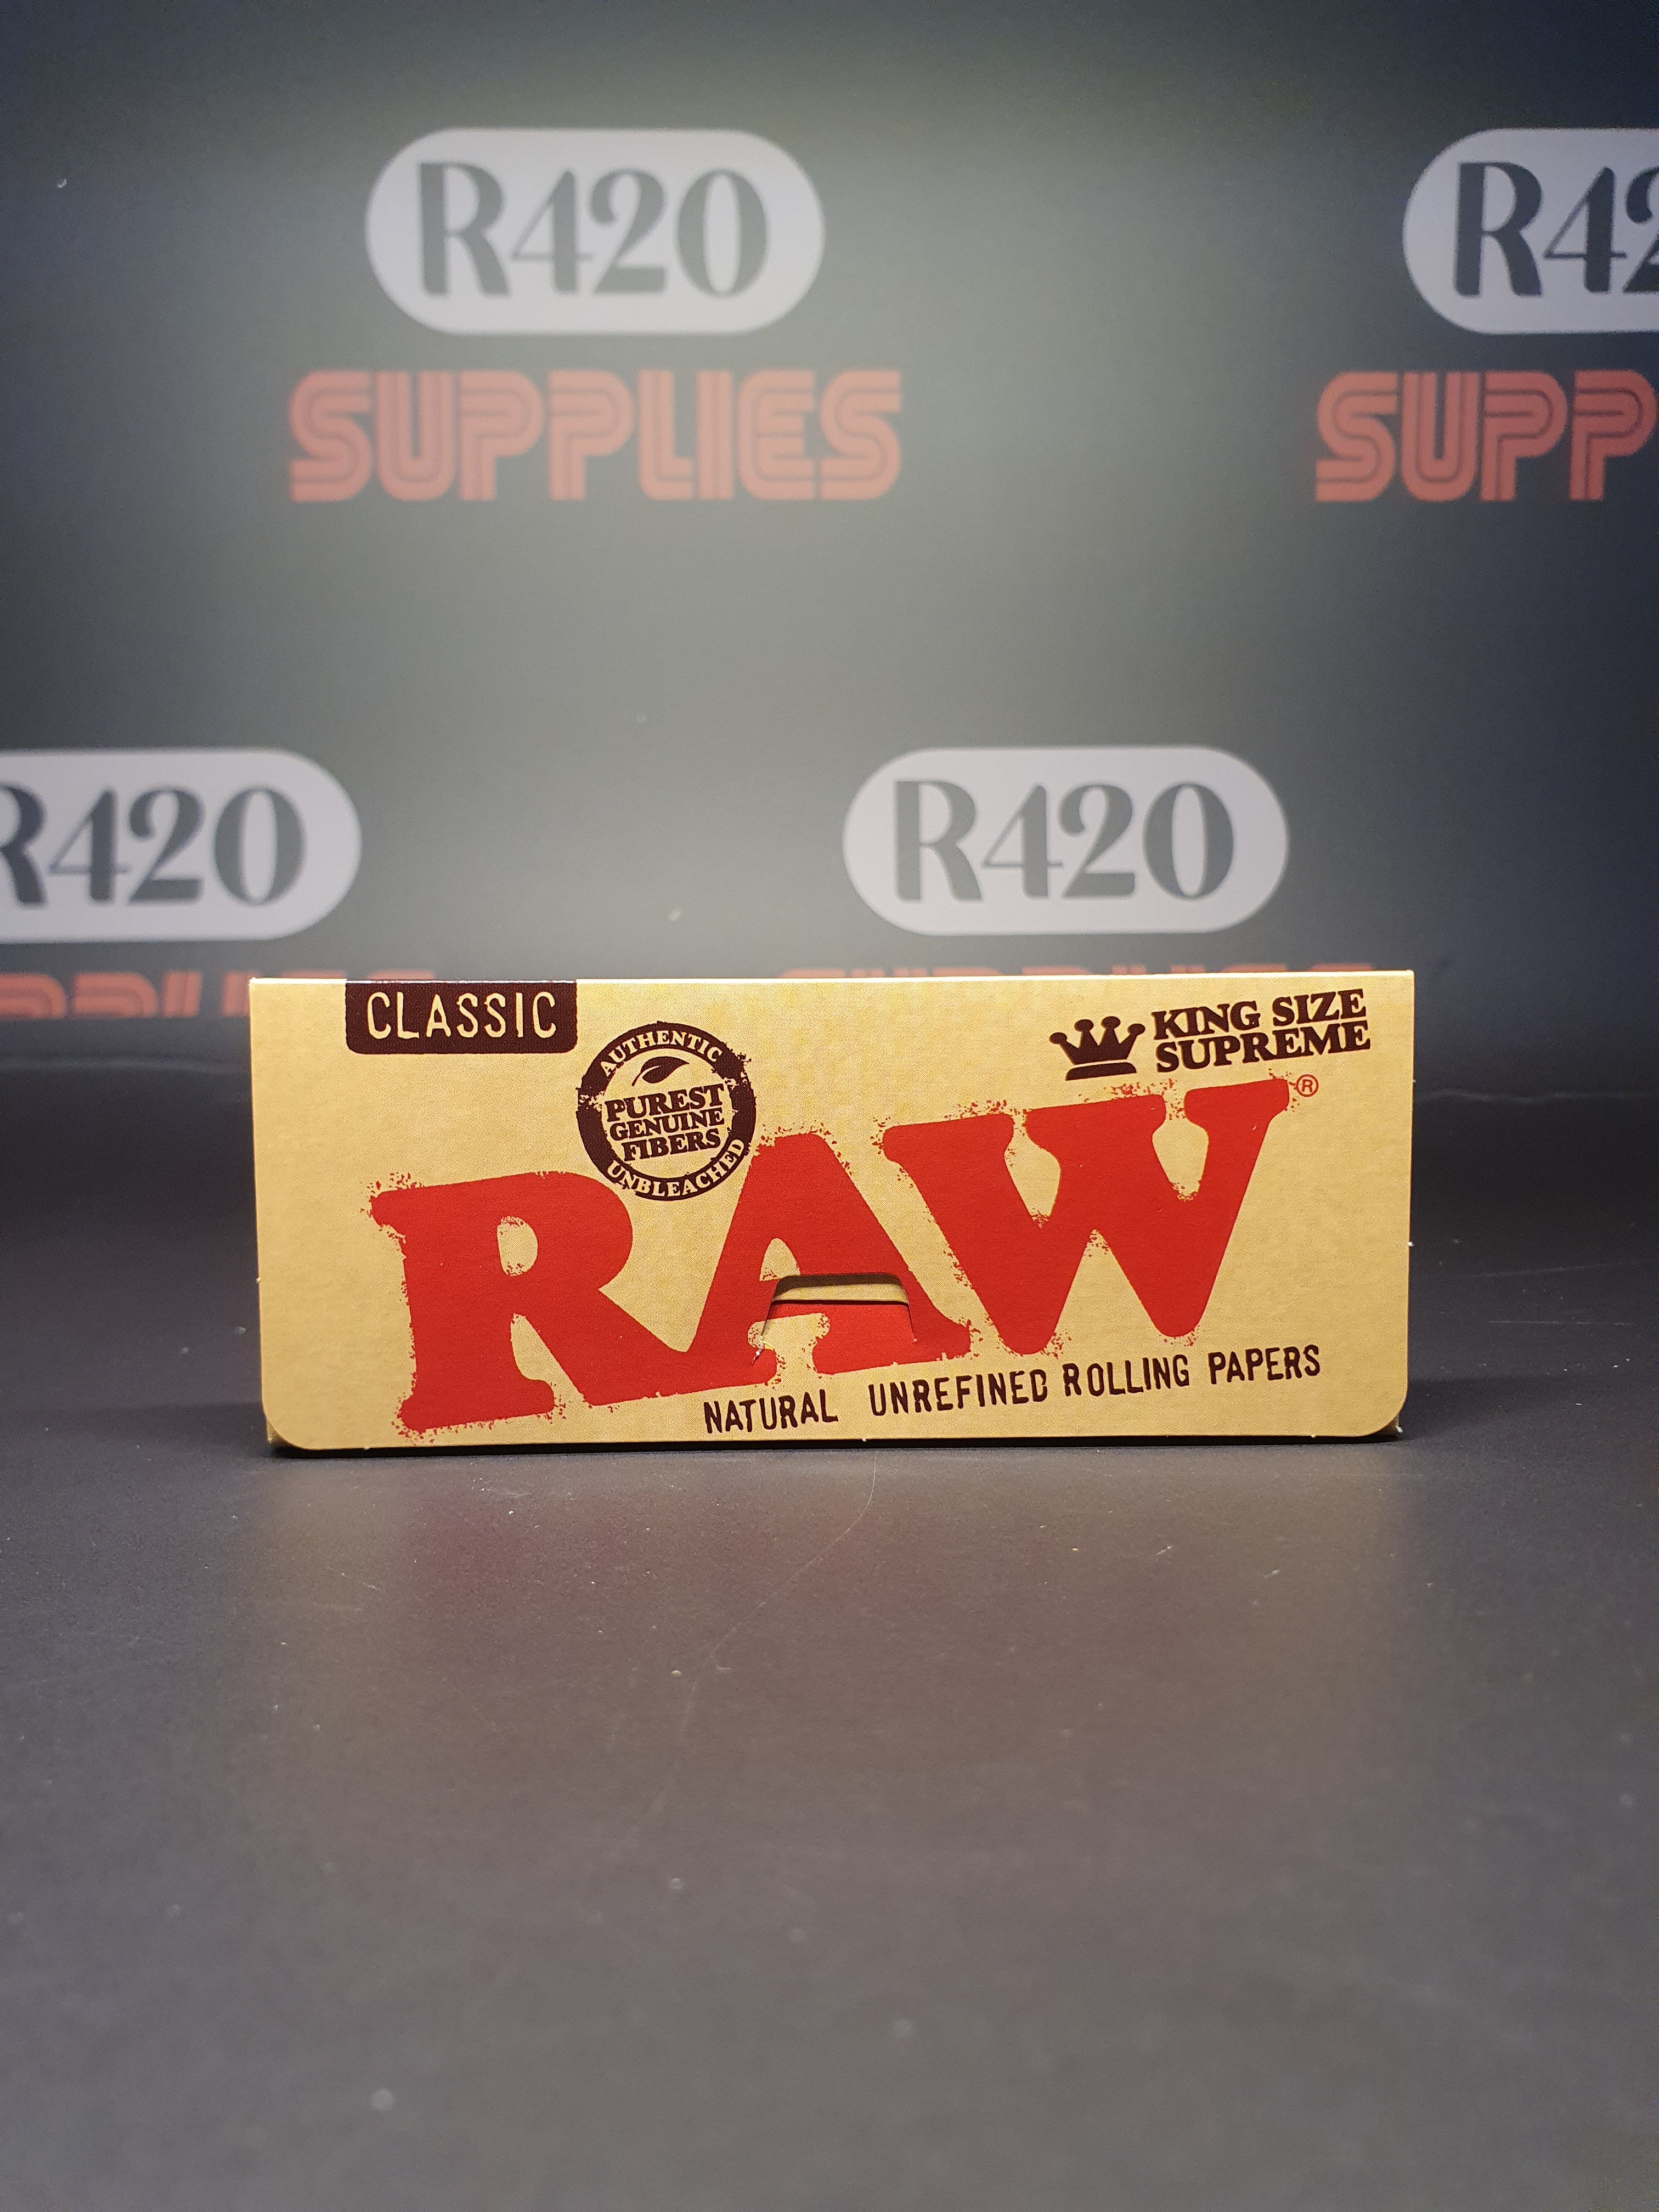 R420
SUPPLIES
R42
SUPP
R420
R420
SUPPLIES
CLASSIC
KING SIZE
SUPREME
AUTHENTIC
PUREST
GENUINE
FIBERS
UNBLEACHED
RAW®
NATURAL UNREFINED ROLLING PAPERS